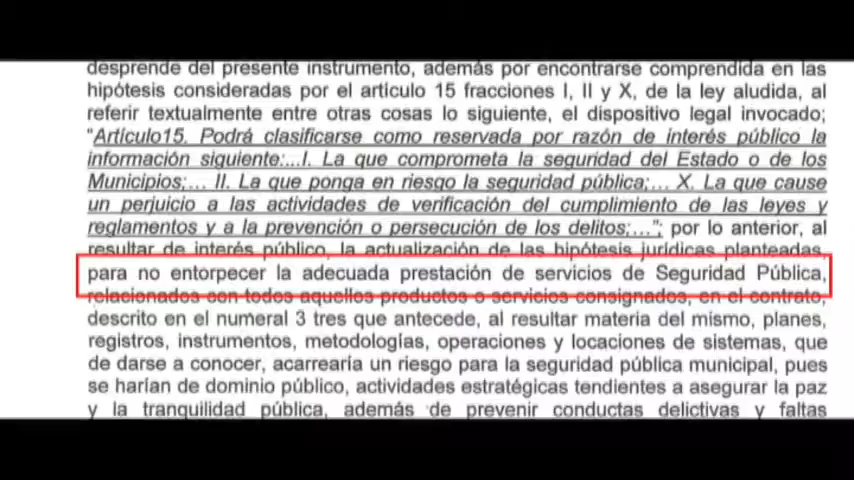 desprende del presente instrumento, además por encontrarse comprendida en las
hipótesis consideradas por el artículo 15 fracciones I, II y X, de la ley aludida, al
referir textualmente entre otras cosas lo siguiente, el dispositivo legal invocado;
"Artículo15. Podrá clasificarse como reservada por razón de interés público la
información siguiente:...I. La que comprometa la seguridad del Estado o de los
Municipios;... II. La que ponga en riesgo la seguridad pública;... X. La que cause
un perjuicio a las actividades de verificación del cumplimiento de las leyes y
reglamentos y a la prevención o persecución de los delitos;..."; por lo anterior, al
resultar de interés público, la actualización de las hipótesis jurídicas planteadas,
para no entorpecer la adecuada prestación de servicios de Seguridad Pública,
relacionados con todos aquellos productos o servicios consignados, en el contrato,
descrito en el numeral 3 tres que antecede, al resultar materia del mismo, planes,
registros, instrumentos, metodologías, operaciones y locaciones de sistemas, que
de darse a conocer, acarrearía un riesgo para la seguridad pública municipal, pues
se harían de dominio público, actividades estratégicas tendientes a asegurar la paz
y la tranquilidad pública, además de prevenir conductas delictivas y faltas